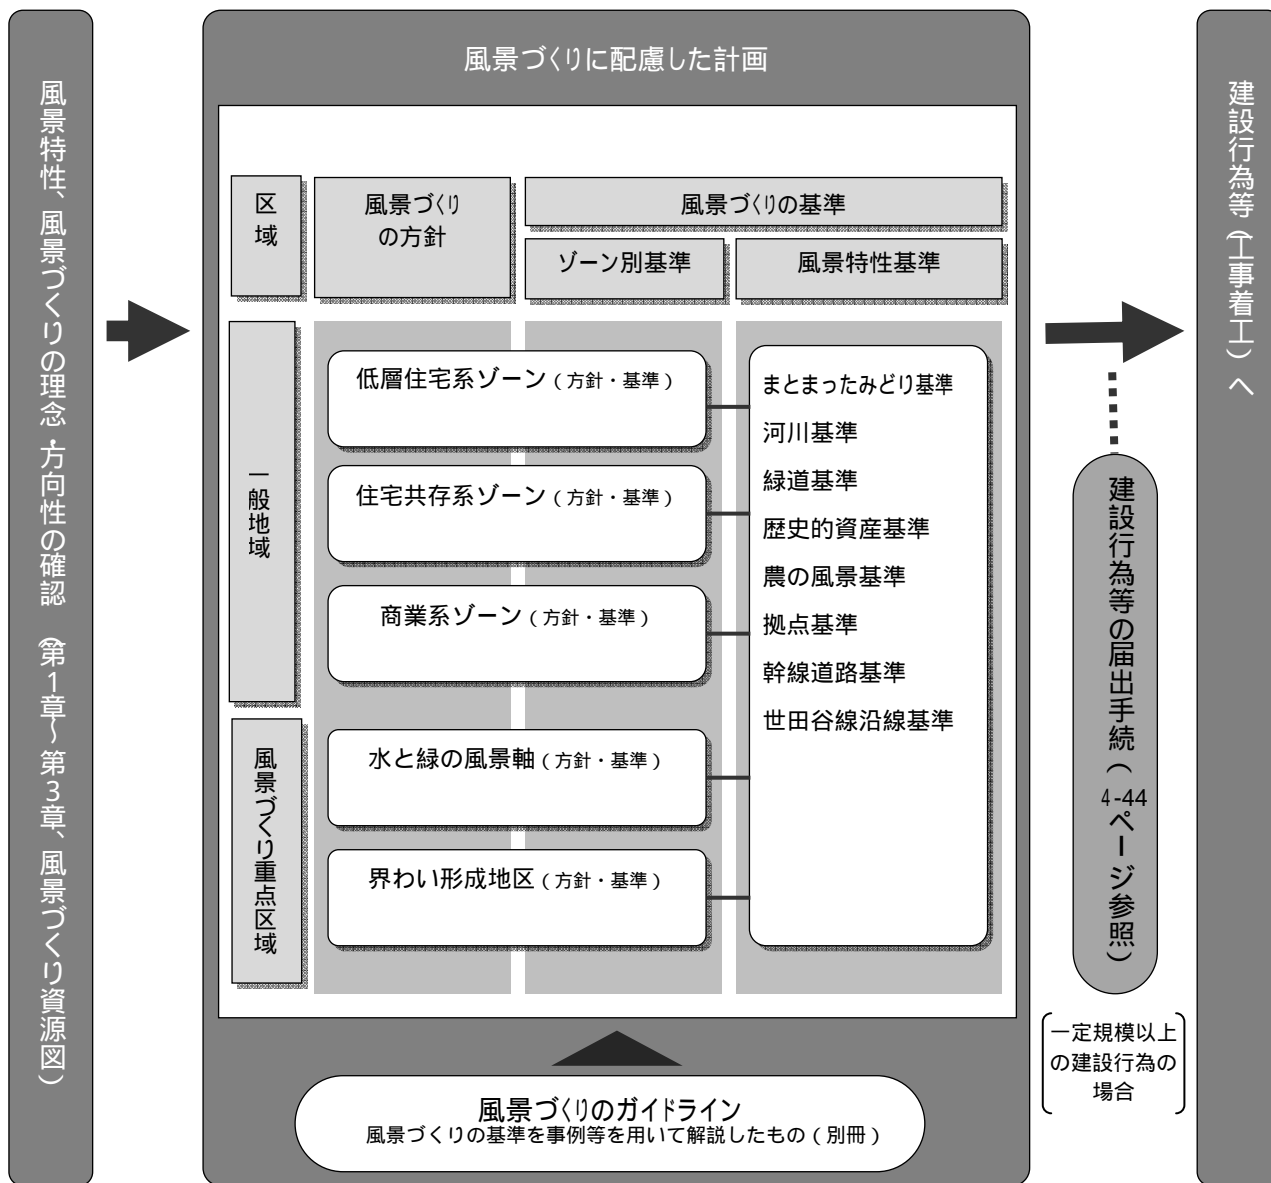 風景特性、風景づくりの理念・方向性の確認 (第1章~第3章、風景づくり資源図)
風景づくりに配慮した計画
区域
風景づくり
の方針
風景づくりの基準
ゾーン別基準
風景特性基準
一般地域
低層住宅系ゾーン(方針・基準)
住宅共存系ゾーン(方針・基準)
商業系ゾーン(方針・基準)
風景づくり重点区域
水と緑の風景軸(方針・基準)
界わい形成地区(方針・基準)
まとまったみどり基準
河川基準
緑道基準
歴史的資産基準
農の風景基準
拠点基準
幹線道路基準
世田谷線沿線基準
風景づくりのガイドライン
風景づくりの基準を事例等を用いて解説したもの(別冊)
建設行為等の届出手続(4-44ページ参照)
一定規模以上
の建設行為の
場合
建設行為等(工事着工)へ